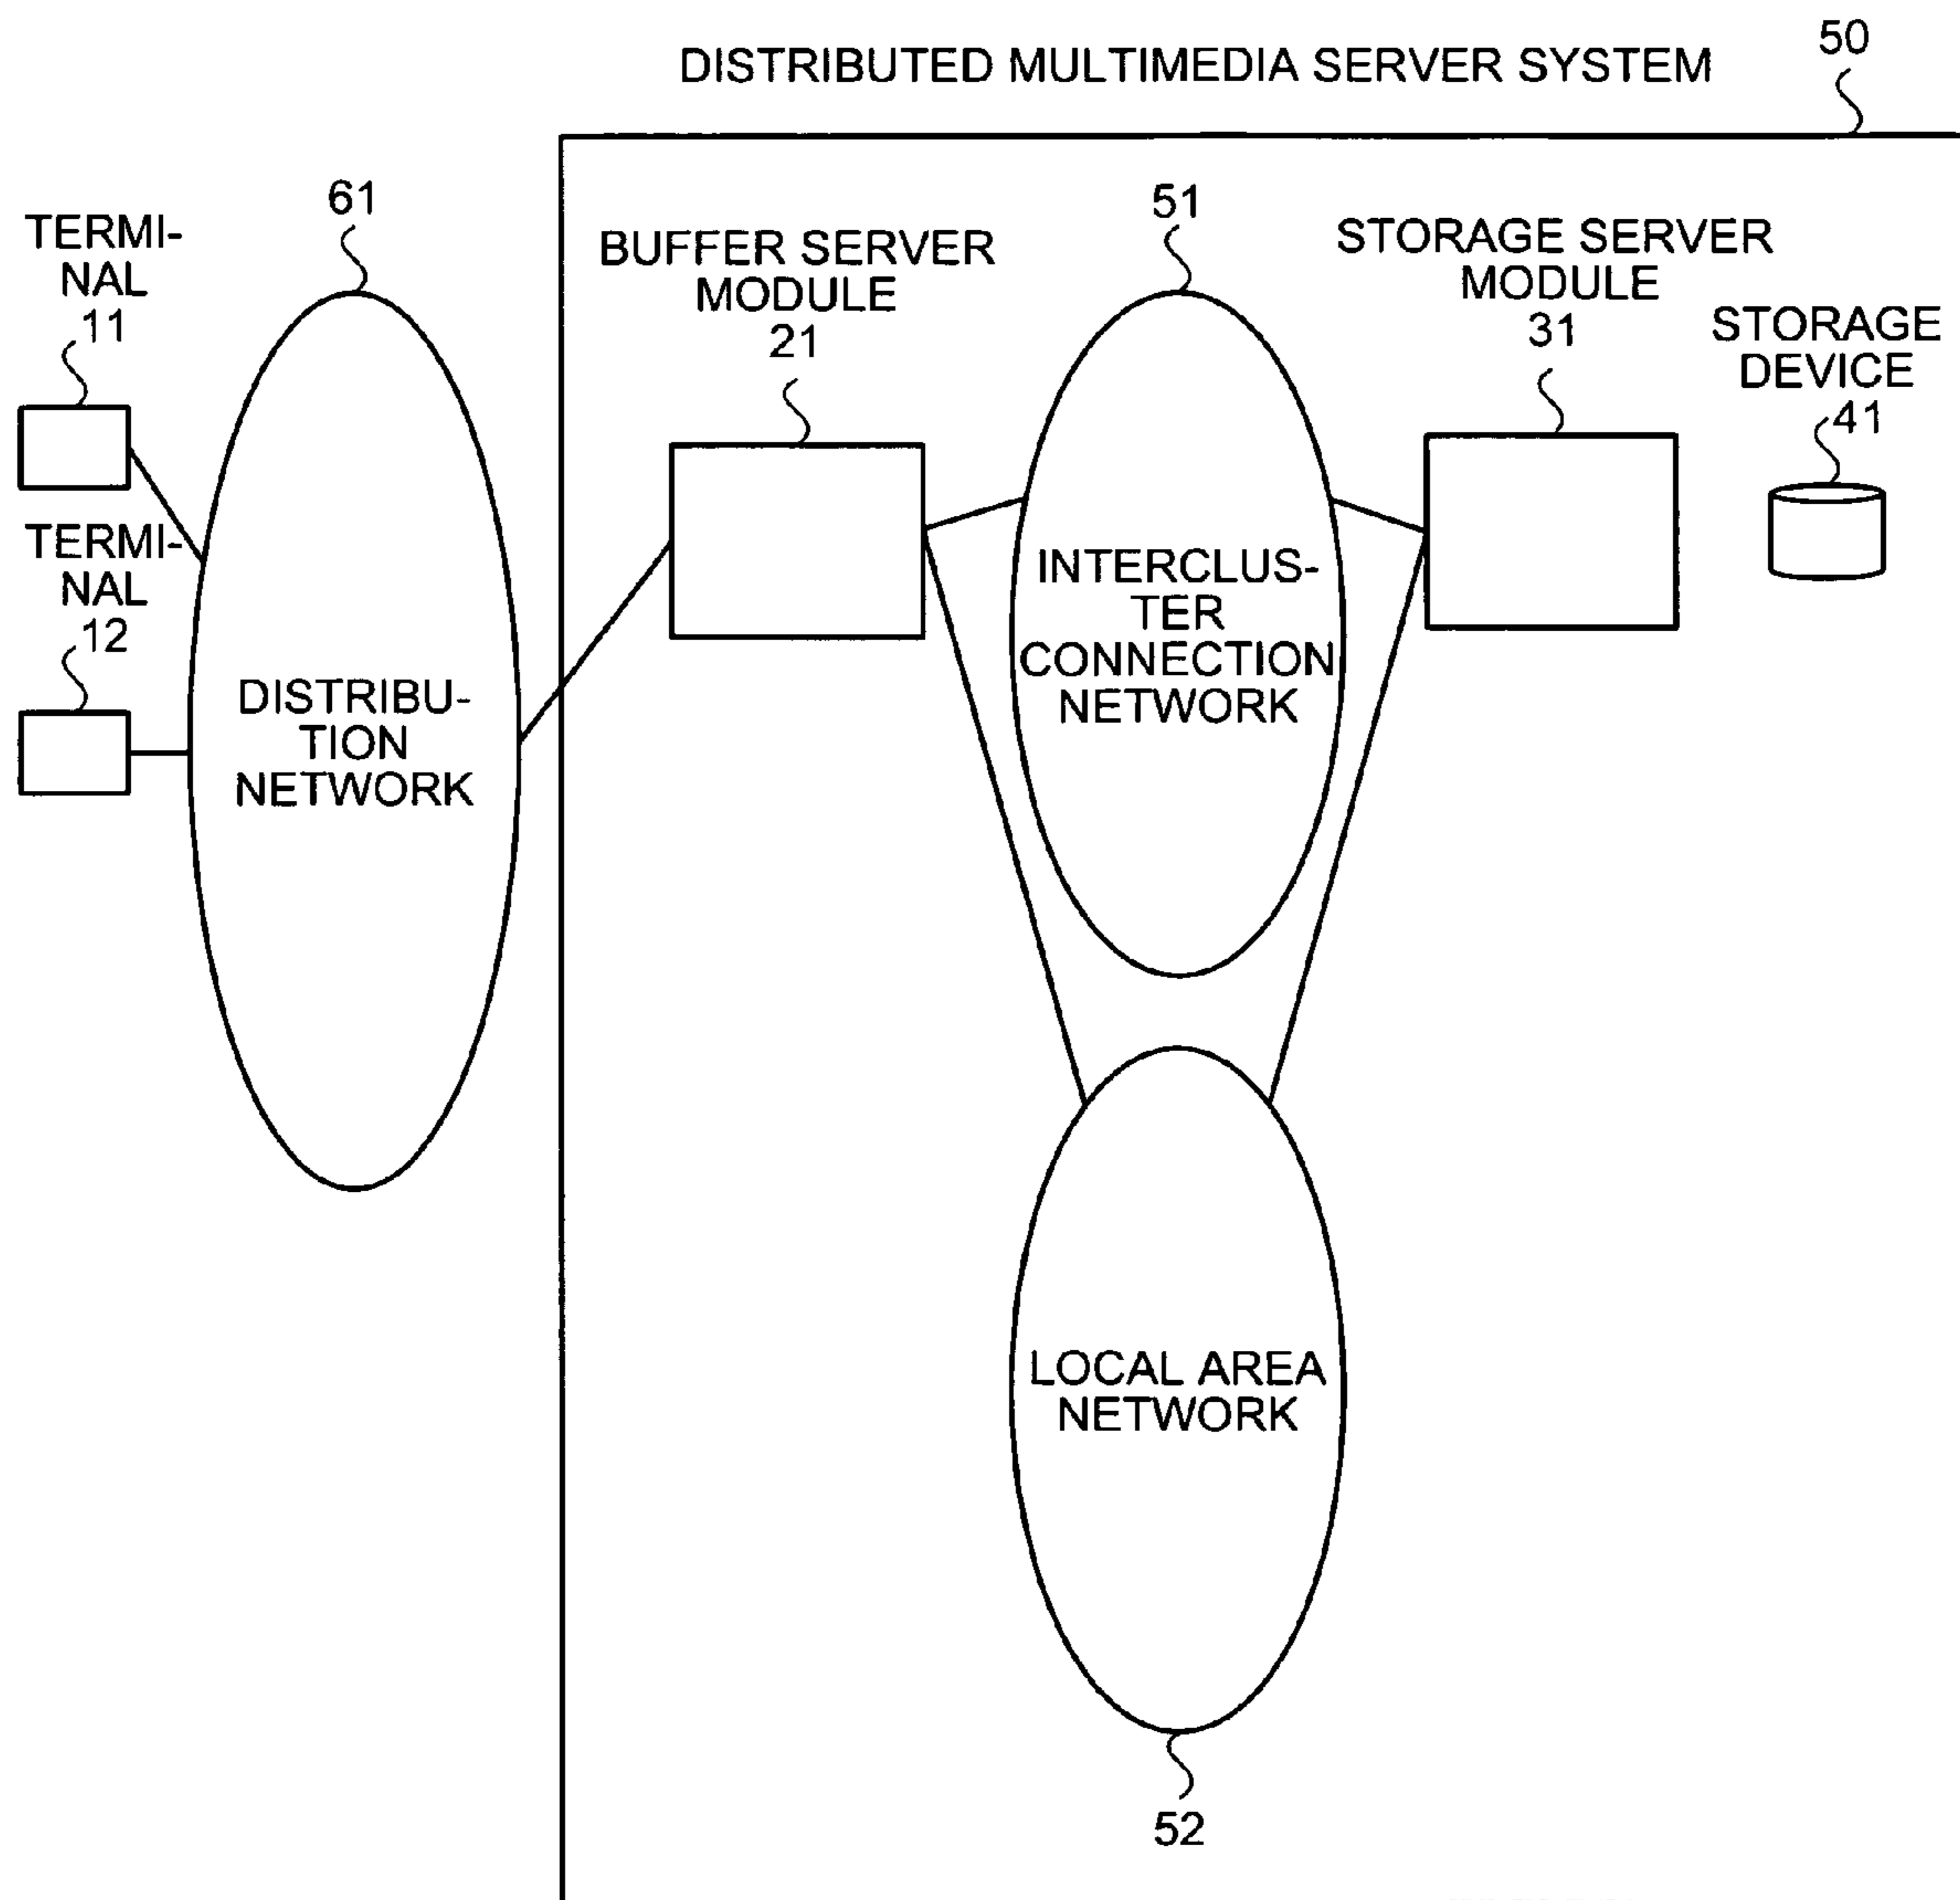 DISTRIBUTED MULTIMEDIA SERVER SYSTEM
50
61
TERMI-
NAL
11
BUFFER SERVER
MODULE
21
51
STORAGE SERVER
MODULE
31
STORAGE
DEVICE
41
TERMI-
NAL
12
DISTRIBU-
TION
NETWORK
INTERCLUS-
TER
CONNECTION
NETWORK
LOCAL AREA
NETWORK
52